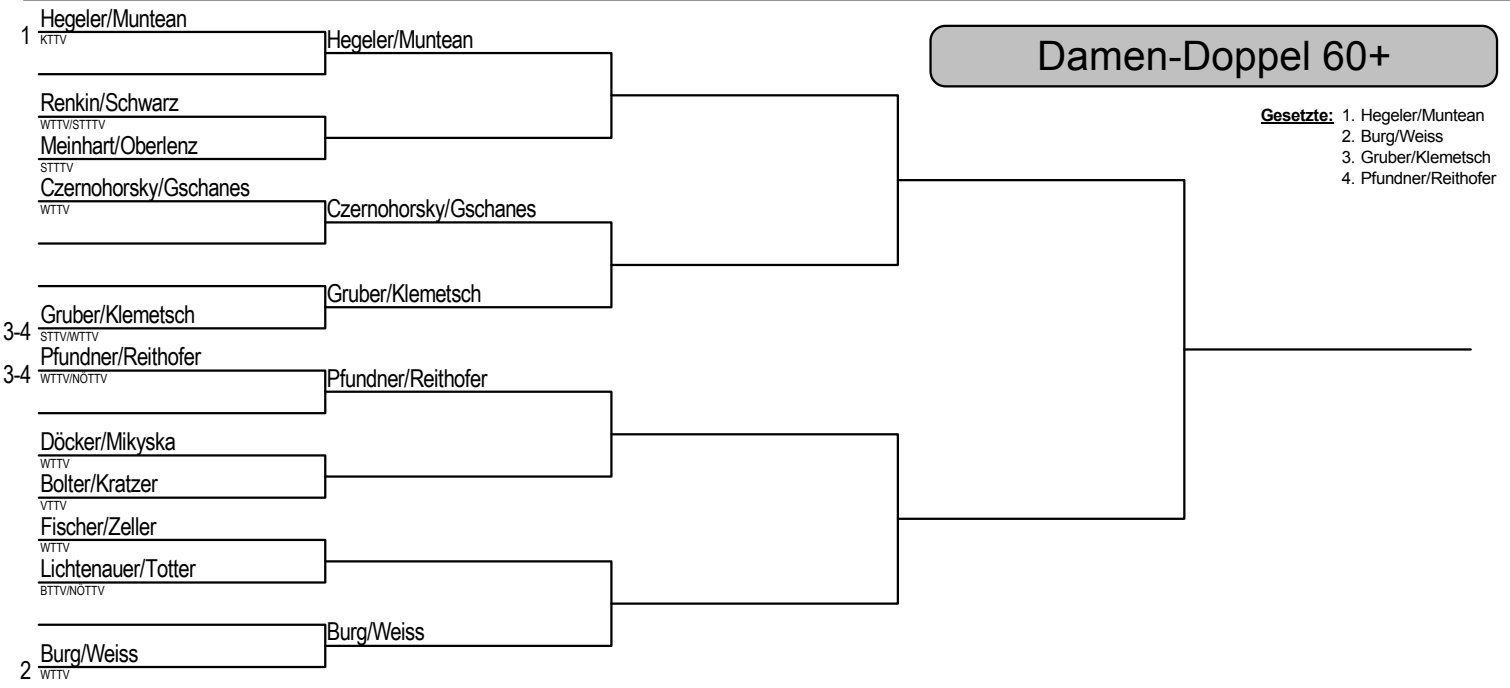 Damen-Doppel 60+
Gesetzte: 1. Hegeler/Muntean
2. Burg/Weiss
3. Gruber/Klemetsch
4. Pfundner/Reithofer
1 Hegeler/Muntean
KTTV
Hegeler/Muntean
Renkin/Schwarz
WTTV/STTTV
Meinhart/Oberlenz
STTTV
Czernohorsky/Gschanes
WTTV
Czernohorsky/Gschanes
Gruber/Klemetsch
3-4 Gruber/Klemetsch
STTV/WTTV
3-4 Pfundner/Reithofer
WTTV/NÖTTV
Pfundner/Reithofer
Döcker/Mikyska
WTTV
Bolter/Kratzer
VTTV
Fischer/Zeller
WTTV
Lichtenauer/Totter
BTTV/NÖTTV
Burg/Weiss
2 Burg/Weiss
WTTV